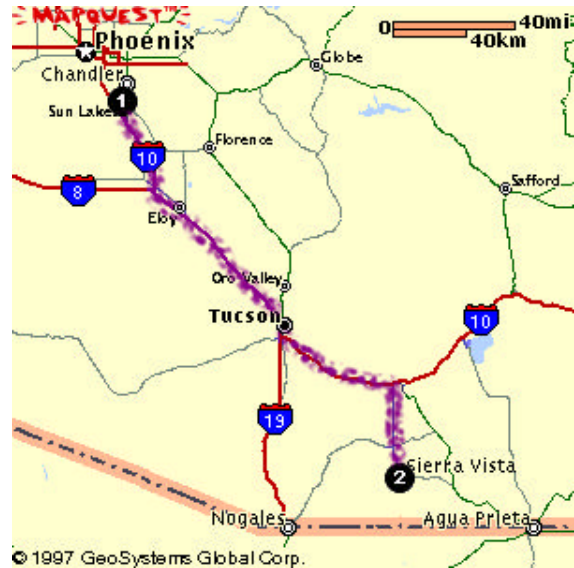 MAPQUEST™
0 40mi
40km
Phoenix
Globe
Chandler
1
Sun Lakes
Florence
10
8
Safford
Eloy
Oro Valley
Tucson
10
19
Sierra Vista
2
Nogales
Agua Prieta
© 1997 GeoSystems Global Corp.